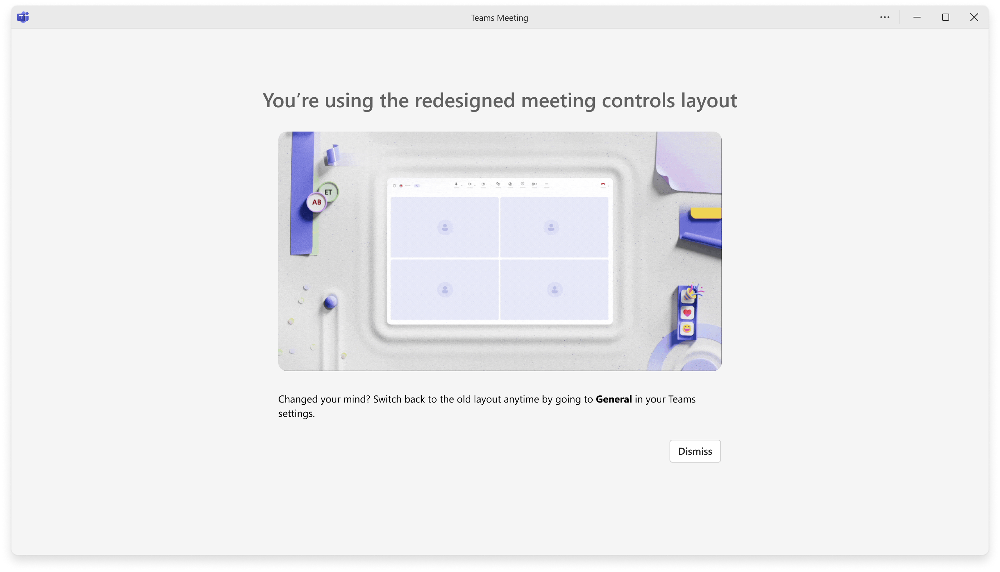 Teams Meeting
You’re using the redesigned meeting controls layout
ET
AB
Changed your mind? Switch back to the old layout anytime by going to General in your Teams
settings.
Dismiss